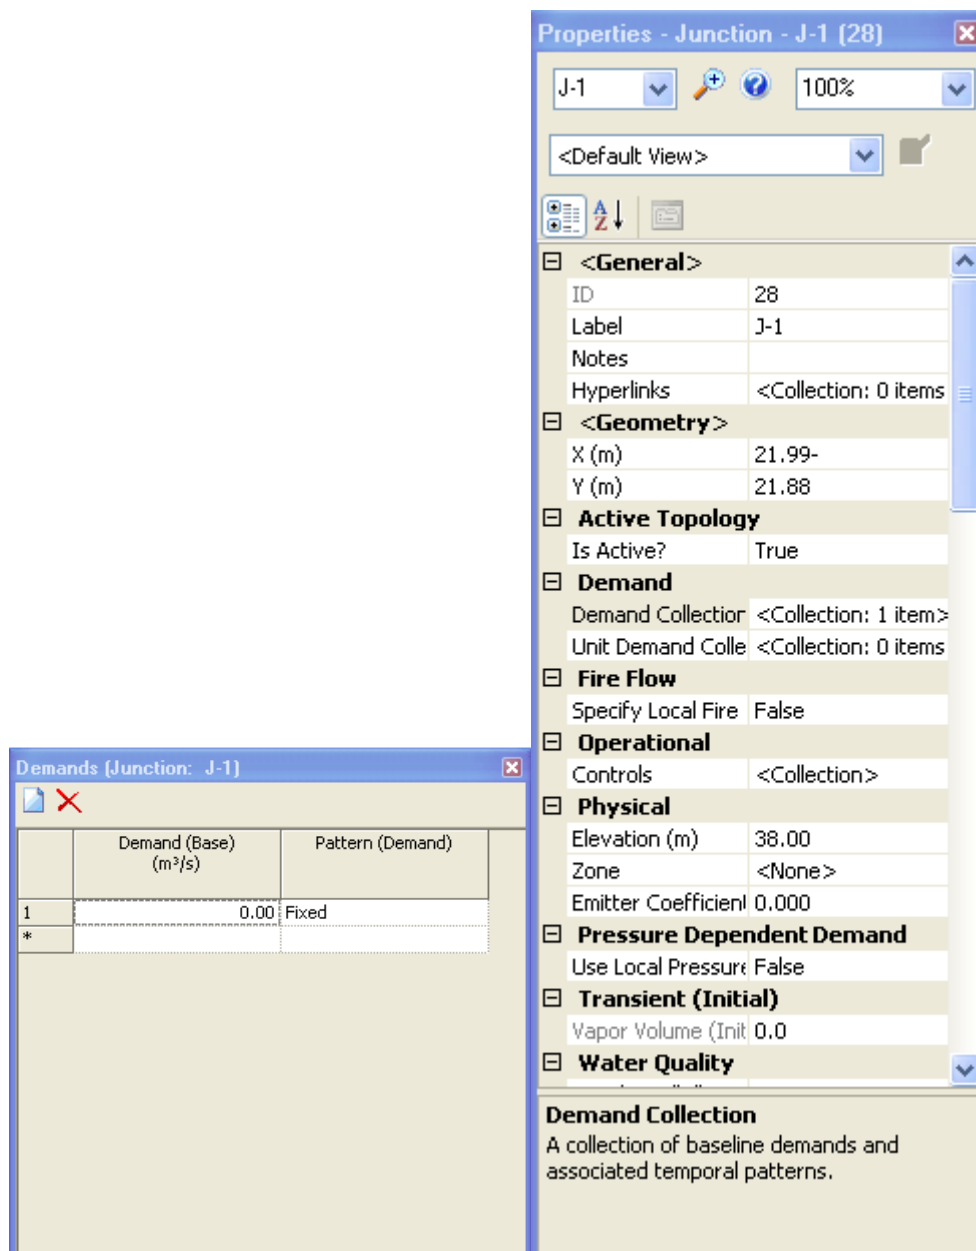 Properties - Junction - J-1 (28)
J-1
100%
<Default View>
<General>
ID 28
Label J-1
Notes
Hyperlinks <Collection: 0 items
<Geometry>
X (m) 21.99-
Y (m) 21.88
Active Topology
Is Active? True
Demand
Demand Collection <Collection: 1 item>
Unit Demand Colle <Collection: 0 items
Fire Flow
Specify Local Fire False
Operational
Controls <Collection>
Physical
Elevation (m) 38.00
Zone <None>
Emitter Coefficient 0.000
Pressure Dependent Demand
Use Local Pressure False
Transient (Initial)
Vapor Volume (Init 0.0
Water Quality
Demand Collection
A collection of baseline demands and
associated temporal patterns.
Demands (Junction: J-1)
Demand (Base) Pattern (Demand)
(m³/s)
1 0.00 Fixed
*